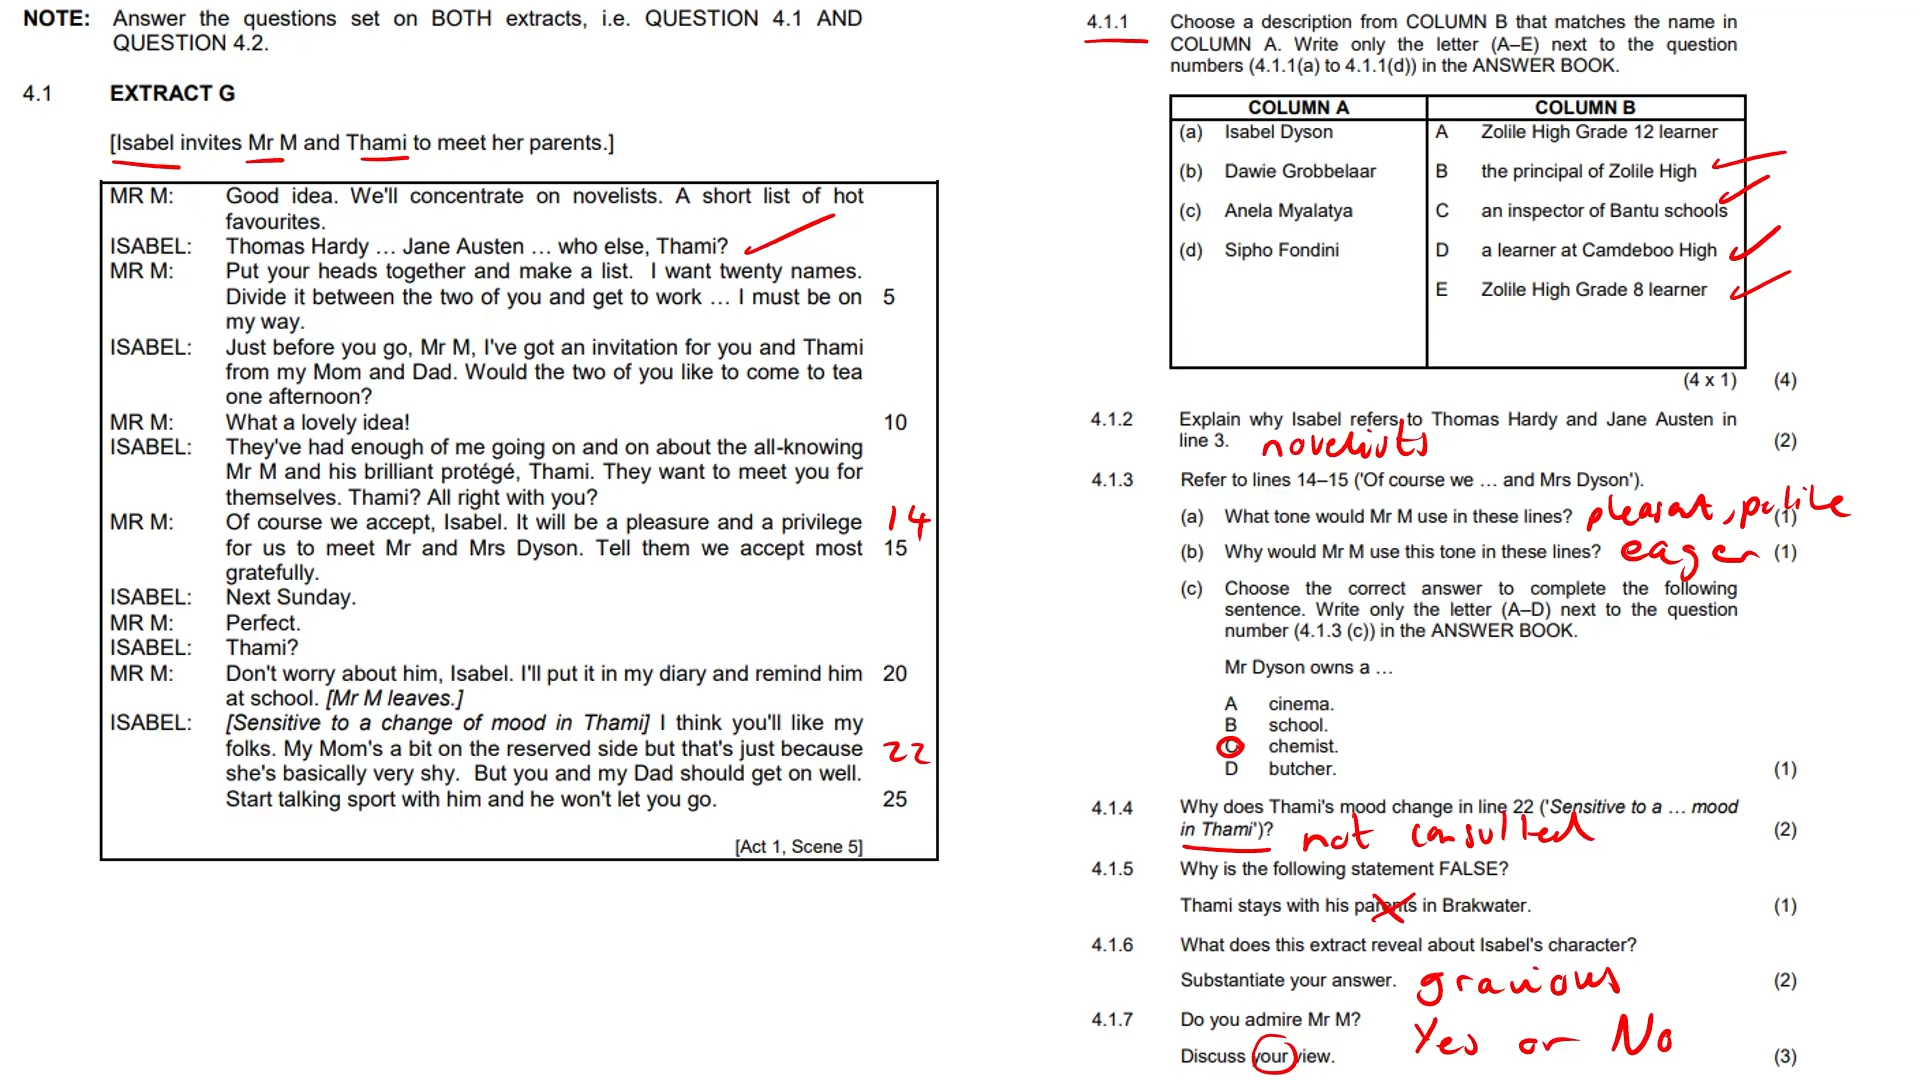 NOTE: Answer the questions set on BOTH extracts, i.e. QUESTION 4.1 AND
QUESTION 4.2.
4.1 EXTRACT G
[Isabel invites Mr M and Thami to meet her parents.]
MR M: Good idea. We'll concentrate on novelists. A short list of hot
favourites.
ISABEL: Thomas Hardy ... Jane Austen ... who else, Thami?
MR M: Put your heads together and make a list. I want twenty names.
Divide it between the two of you and get to work ... I must be on 5
my way.
ISABEL: Just before you go, Mr M, I've got an invitation for you and Thami
from my Mom and Dad. Would the two of you like to come to tea
one afternoon?
MR M: What a lovely idea! 10
ISABEL: They've had enough of me going on and on about the all-knowing
Mr M and his brilliant protégé, Thami. They want to meet you for
themselves. Thami? All right with you?
MR M: Of course we accept, Isabel. It will be a pleasure and a privilege 14
for us to meet Mr and Mrs Dyson. Tell them we accept most 15
gratefully.
ISABEL: Next Sunday.
MR M: Perfect.
ISABEL: Thami?
MR M: Don't worry about him, Isabel. I'll put it in my diary and remind him 20
at school. [Mr M leaves.]
ISABEL: [Sensitive to a change of mood in Thami] I think you'll like my
folks. My Mom's a bit on the reserved side but that's just because 22
she's basically very shy. But you and my Dad should get on well.
Start talking sport with him and he won't let you go. 25
[Act 1, Scene 5]
4.1.1 Choose a description from COLUMN B that matches the name in
COLUMN A. Write only the letter (A–E) next to the question
numbers (4.1.1(a) to 4.1.1(d)) in the ANSWER BOOK.
COLUMN A COLUMN B
(a) Isabel Dyson A Zolile High Grade 12 learner
(b) Dawie Grobbelaar B the principal of Zolile High
(c) Anela Myalatya C an inspector of Bantu schools
(d) Sipho Fondini D a learner at Camdeboo High
E Zolile High Grade 8 learner
(4 x 1) (4)
4.1.2 Explain why Isabel refers to Thomas Hardy and Jane Austen in
line 3. novelists (2)
4.1.3 Refer to lines 14–15 ('Of course we ... and Mrs Dyson').
(a) What tone would Mr M use in these lines? pleasant, polite (1)
(b) Why would Mr M use this tone in these lines? eager (1)
(c) Choose the correct answer to complete the following
sentence. Write only the letter (A–D) next to the question
number (4.1.3 (c)) in the ANSWER BOOK.
Mr Dyson owns a ...
A cinema.
B school.
C chemist.
D butcher. (1)
4.1.4 Why does Thami's mood change in line 22 ('Sensitive to a ... mood
in Thami')? not consulted (2)
4.1.5 Why is the following statement FALSE?
Thami stays with his parents in Brakwater. (1)
4.1.6 What does this extract reveal about Isabel's character?
Substantiate your answer. gracious (2)
4.1.7 Do you admire Mr M?
Yes or No
Discuss your view. (3)